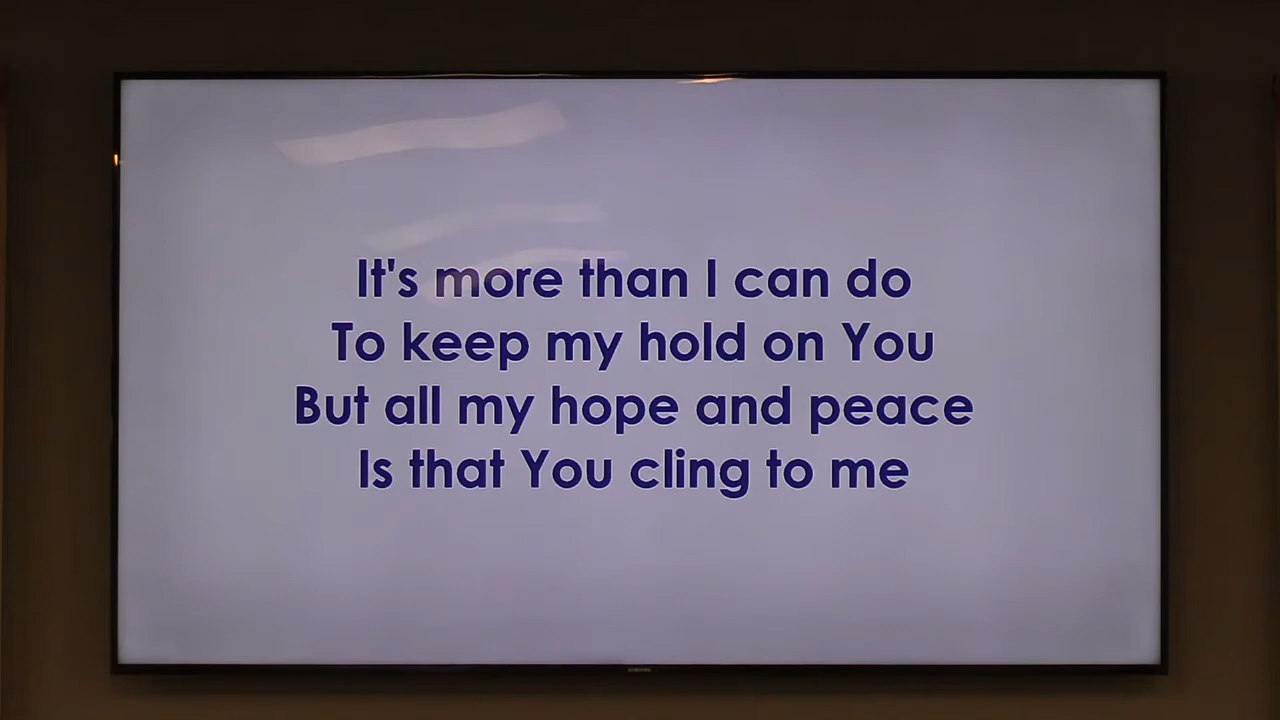 It's more than I can do
To keep my hold on You
But all my hope and peace
Is that You cling to me
SAMSUNG